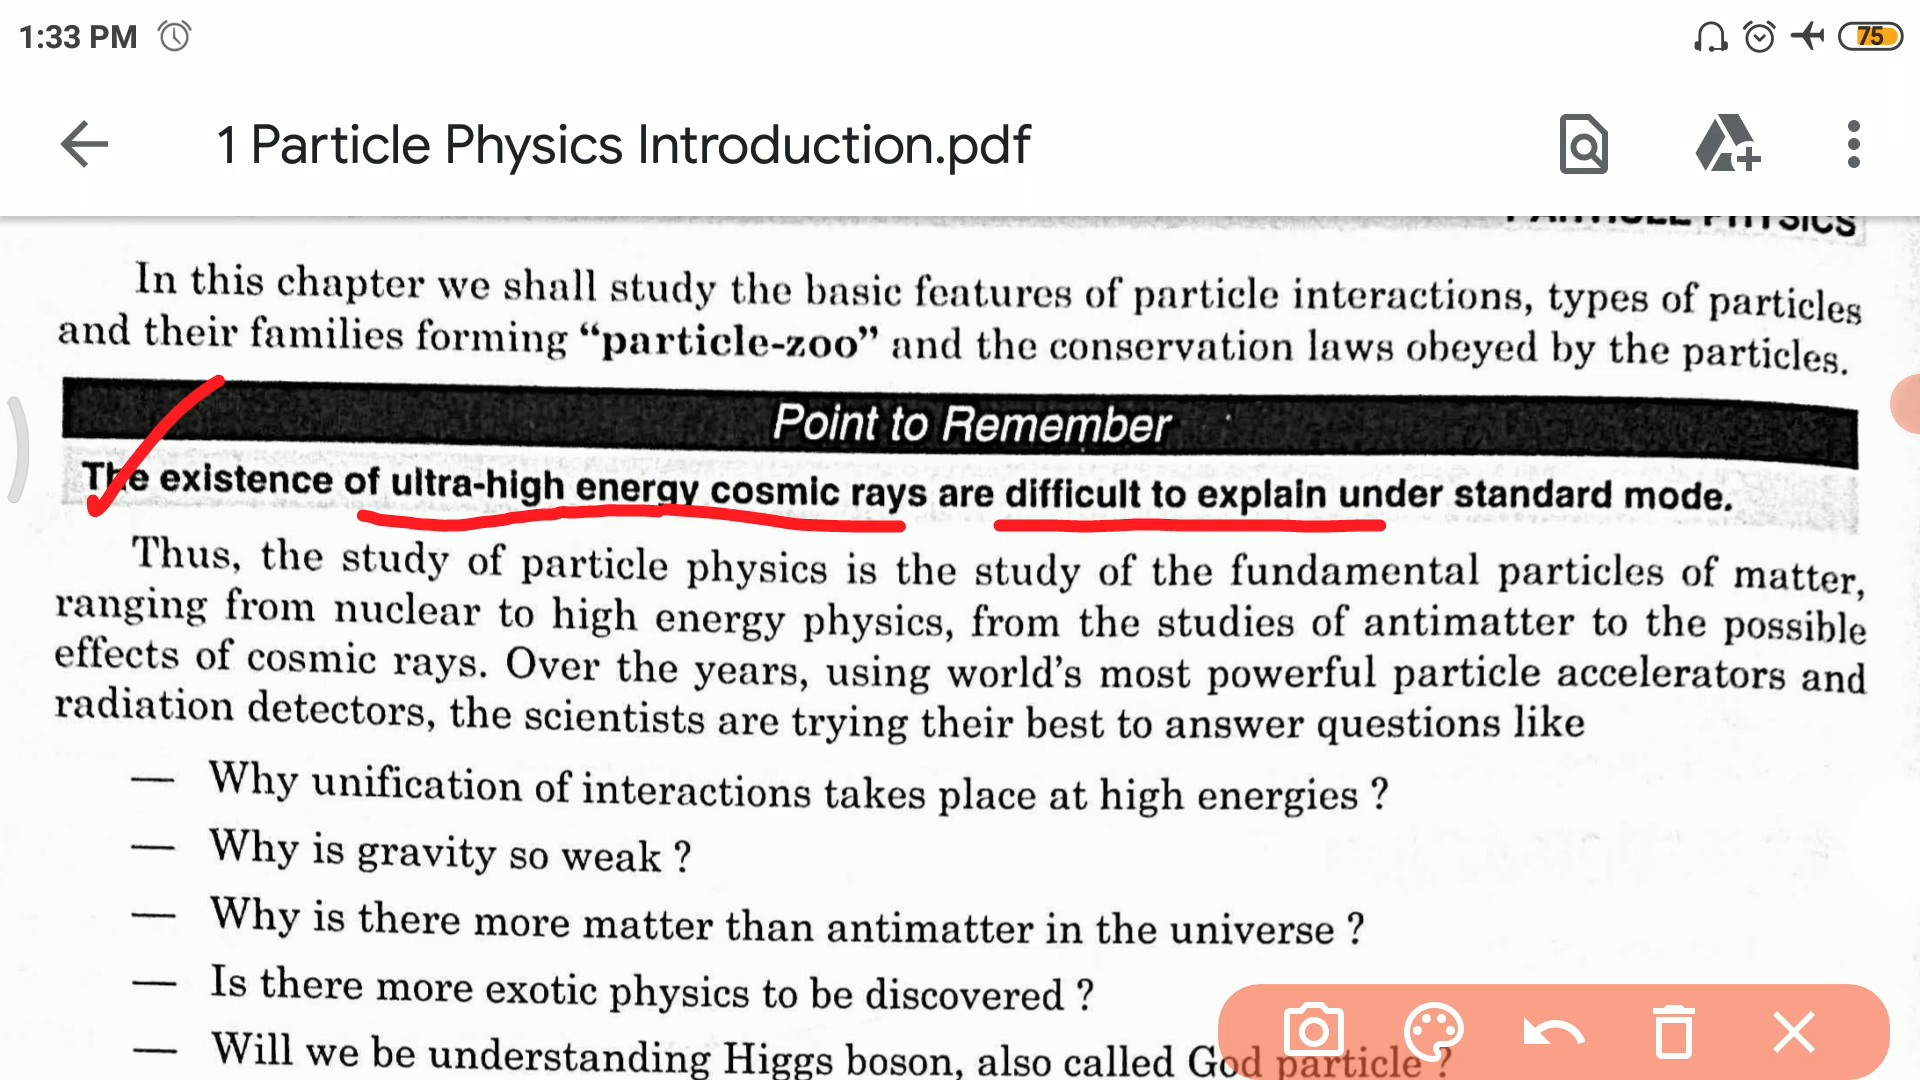 1:33 PM
75
1 Particle Physics Introduction.pdf
PARTICLE PHYSICS
In this chapter we shall study the basic features of particle interactions, types of particles
and their families forming “particle-zoo” and the conservation laws obeyed by the particles.
Point to Remember
The existence of ultra-high energy cosmic rays are difficult to explain under standard mode.
Thus, the study of particle physics is the study of the fundamental particles of matter,
ranging from nuclear to high energy physics, from the studies of antimatter to the possible
effects of cosmic rays. Over the years, using world’s most powerful particle accelerators and
radiation detectors, the scientists are trying their best to answer questions like
— Why unification of interactions takes place at high energies ?
— Why is gravity so weak ?
— Why is there more matter than antimatter in the universe ?
— Is there more exotic physics to be discovered ?
— Will we be understanding Higgs boson, also called God particle ?